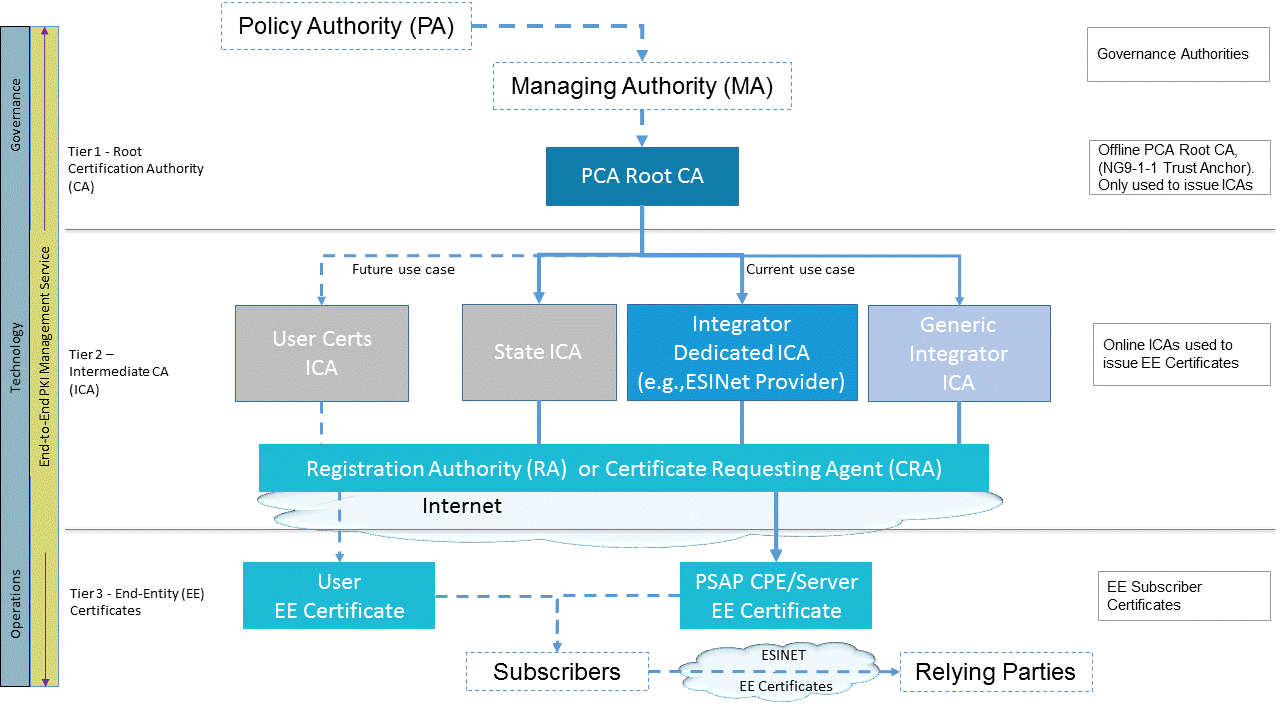 Policy Authority (PA)
Managing Authority (MA)
Governance Authorities
Governance
Tier 1 - Root
Certification Authority
(CA)
PCA Root CA
Offline PCA Root CA,
(NG9-1-1 Trust Anchor).
Only used to issue ICAs
End-to-End PKI Management Service
Technology
Future use case
Current use case
Tier 2 –
Intermediate CA
(ICA)
User Certs
ICA
State ICA
Integrator
Dedicated ICA
(e.g.,ESINet Provider)
Generic
Integrator
ICA
Online ICAs used to
issue EE Certificates
Registration Authority (RA) or Certificate Requesting Agent (CRA)
Internet
Operations
Tier 3 - End-Entity (EE)
Certificates
User
EE Certificate
PSAP CPE/Server
EE Certificate
EE Subscriber
Certificates
Subscribers
ESINET
EE Certificates
Relying Parties